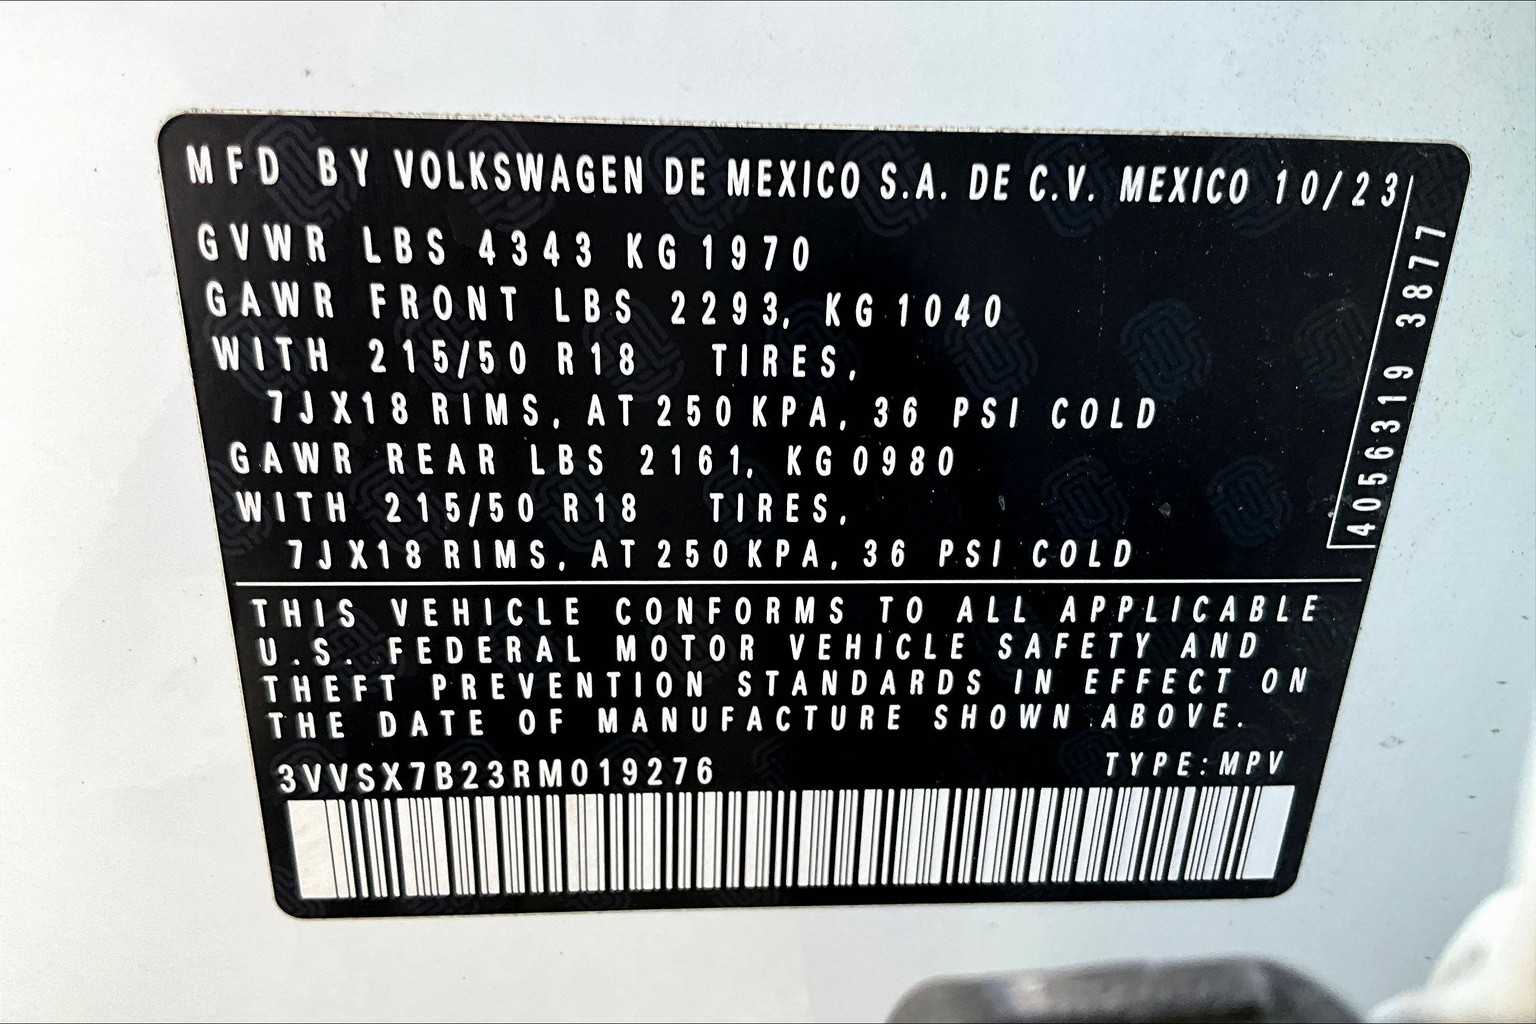 MFD BY VOLKSWAGEN DE MEXICO S.A. DE C.V. MEXICO 10/23
GVWR LBS 4343 KG 1970
GAWR FRONT LBS 2293, KG 1040
WITH 215/50 R18 TIRES,
7JX18 RIMS, AT 250 KPA, 36 PSI COLD
GAWR REAR LBS 2161, KG 0980
WITH 215/50 R18 TIRES,
7JX18 RIMS, AT 250 KPA, 36 PSI COLD
4056319 3877
THIS VEHICLE CONFORMS TO ALL APPLICABLE
U.S. FEDERAL MOTOR VEHICLE SAFETY AND
THEFT PREVENTION STANDARDS IN EFFECT ON
THE DATE OF MANUFACTURE SHOWN ABOVE.
3VVSX7B23RM019276 TYPE:MPV